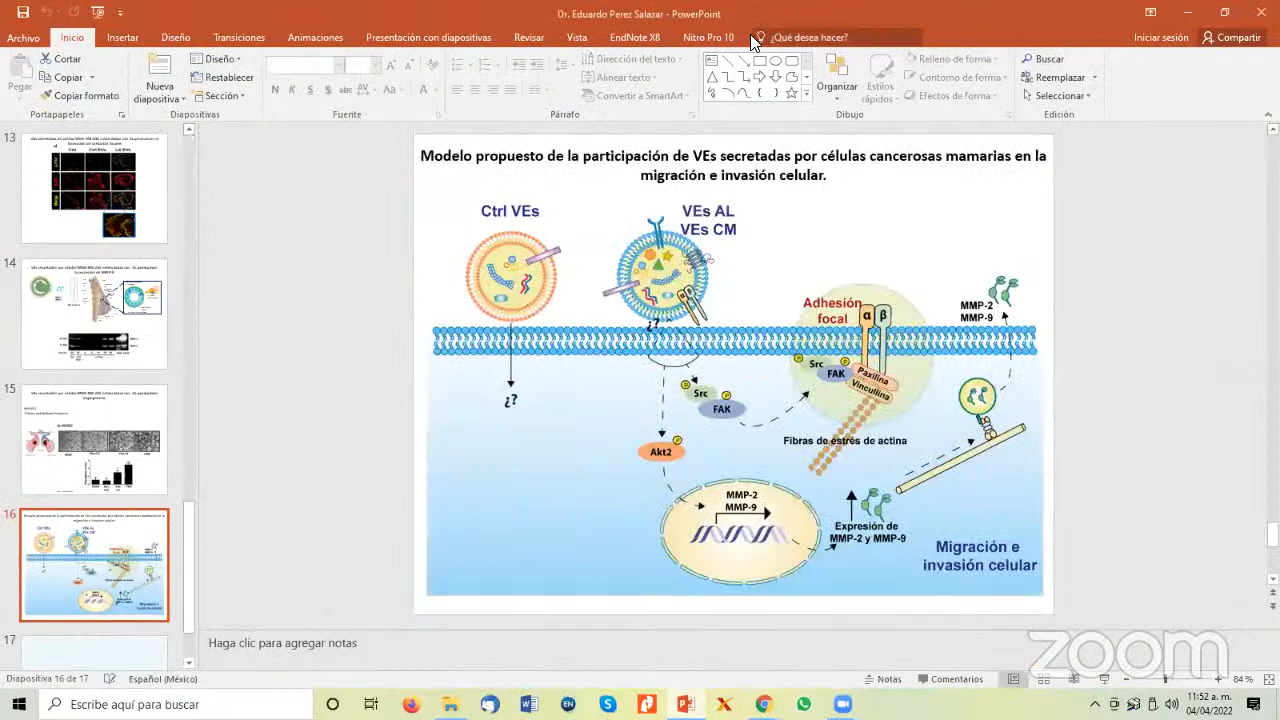 Dr. Eduardo Perez Salazar - PowerPoint
Archivo Inicio Insertar Diseño Transiciones Animaciones Presentación con diapositivas Revisar Vista EndNote X8 Nitro Pro 10 ¿Qué desea hacer? Iniciar sesión Compartir
Pegar
Cortar
Copiar
Copiar formato
Portapapeles
Nueva
diapositiva
Diseño
Restablecer
Sección
Diapositivas
N K S S abc AV Aa A
Fuente
Dirección del texto
Alinear texto
Convertir a SmartArt
Párrafo
Organizar
Estilos
rápidos
Relleno de forma
Contorno de forma
Efectos de forma
Dibujo
Buscar
Reemplazar
Seleccionar
Edición
13
14
15
16
17
Modelo propuesto de la participación de VEs secretadas por células cancerosas mamarias en la
migración e invasión celular.
Ctrl VEs
VEs AL
VEs CM
α β
¿?
¿?
Adhesión
focal
α β
MMP-2
MMP-9
P Src P
FAK
Paxilina
Vincculina
P Src P
FAK
Fibras de estrés de actina
Akt2 P
MMP-2
MMP-9
Expresión de
MMP-2 y MMP-9
Migración e
invasión celular
Haga clic para agregar notas
zoom
Diapositiva 16 de 17 Español (México) Notas Comentarios 84 %
Escribe aquí para buscar
11:52 a. m.
04/04/2022